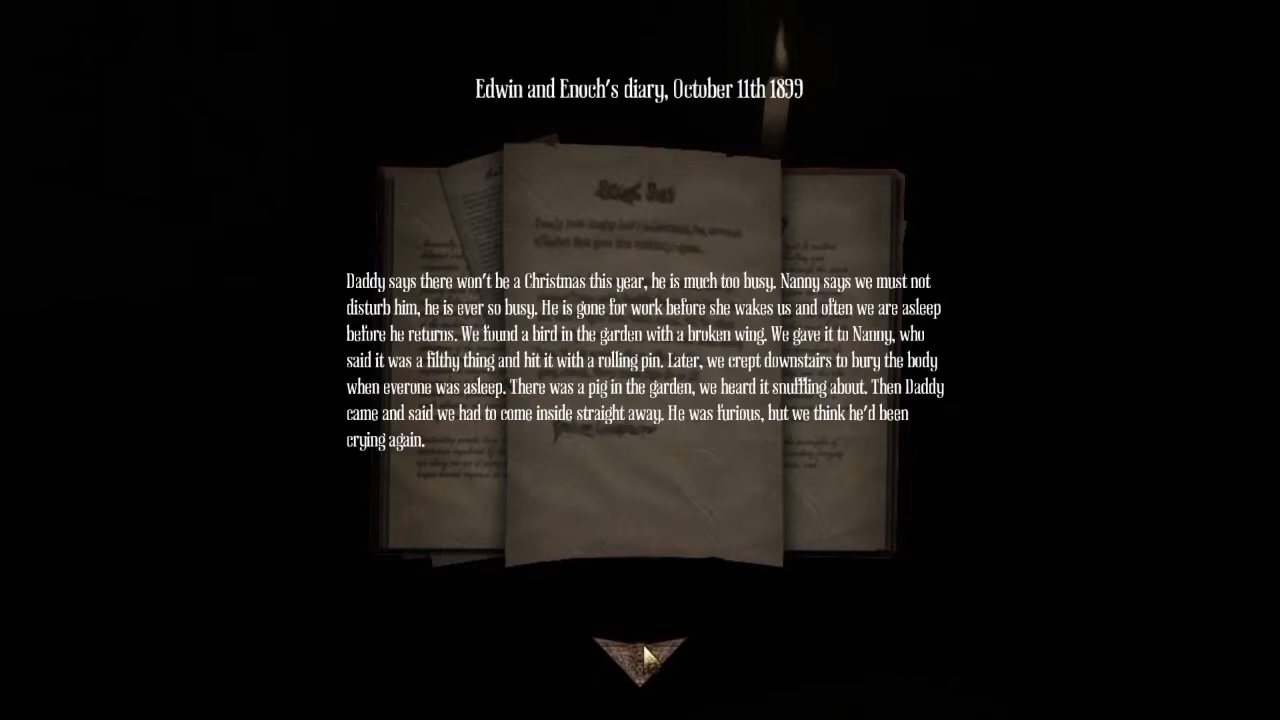 Edwin and Enoch's diary, October 11th 1899
Daddy says there won't be a Christmas this year, he is much too busy. Nanny says we must not
disturb him, he is ever so busy. He is gone for work before she wakes us and often we are asleep
before he returns. We found a bird in the garden with a broken wing. We gave it to Nanny, who
said it was a filthy thing and hit it with a rolling pin. Later, we crept downstairs to bury the body
when everone was asleep. There was a pig in the garden, we heard it snuffling about. Then Daddy
came and said we had to come inside straight away. He was furious, but we think he'd been
crying again.